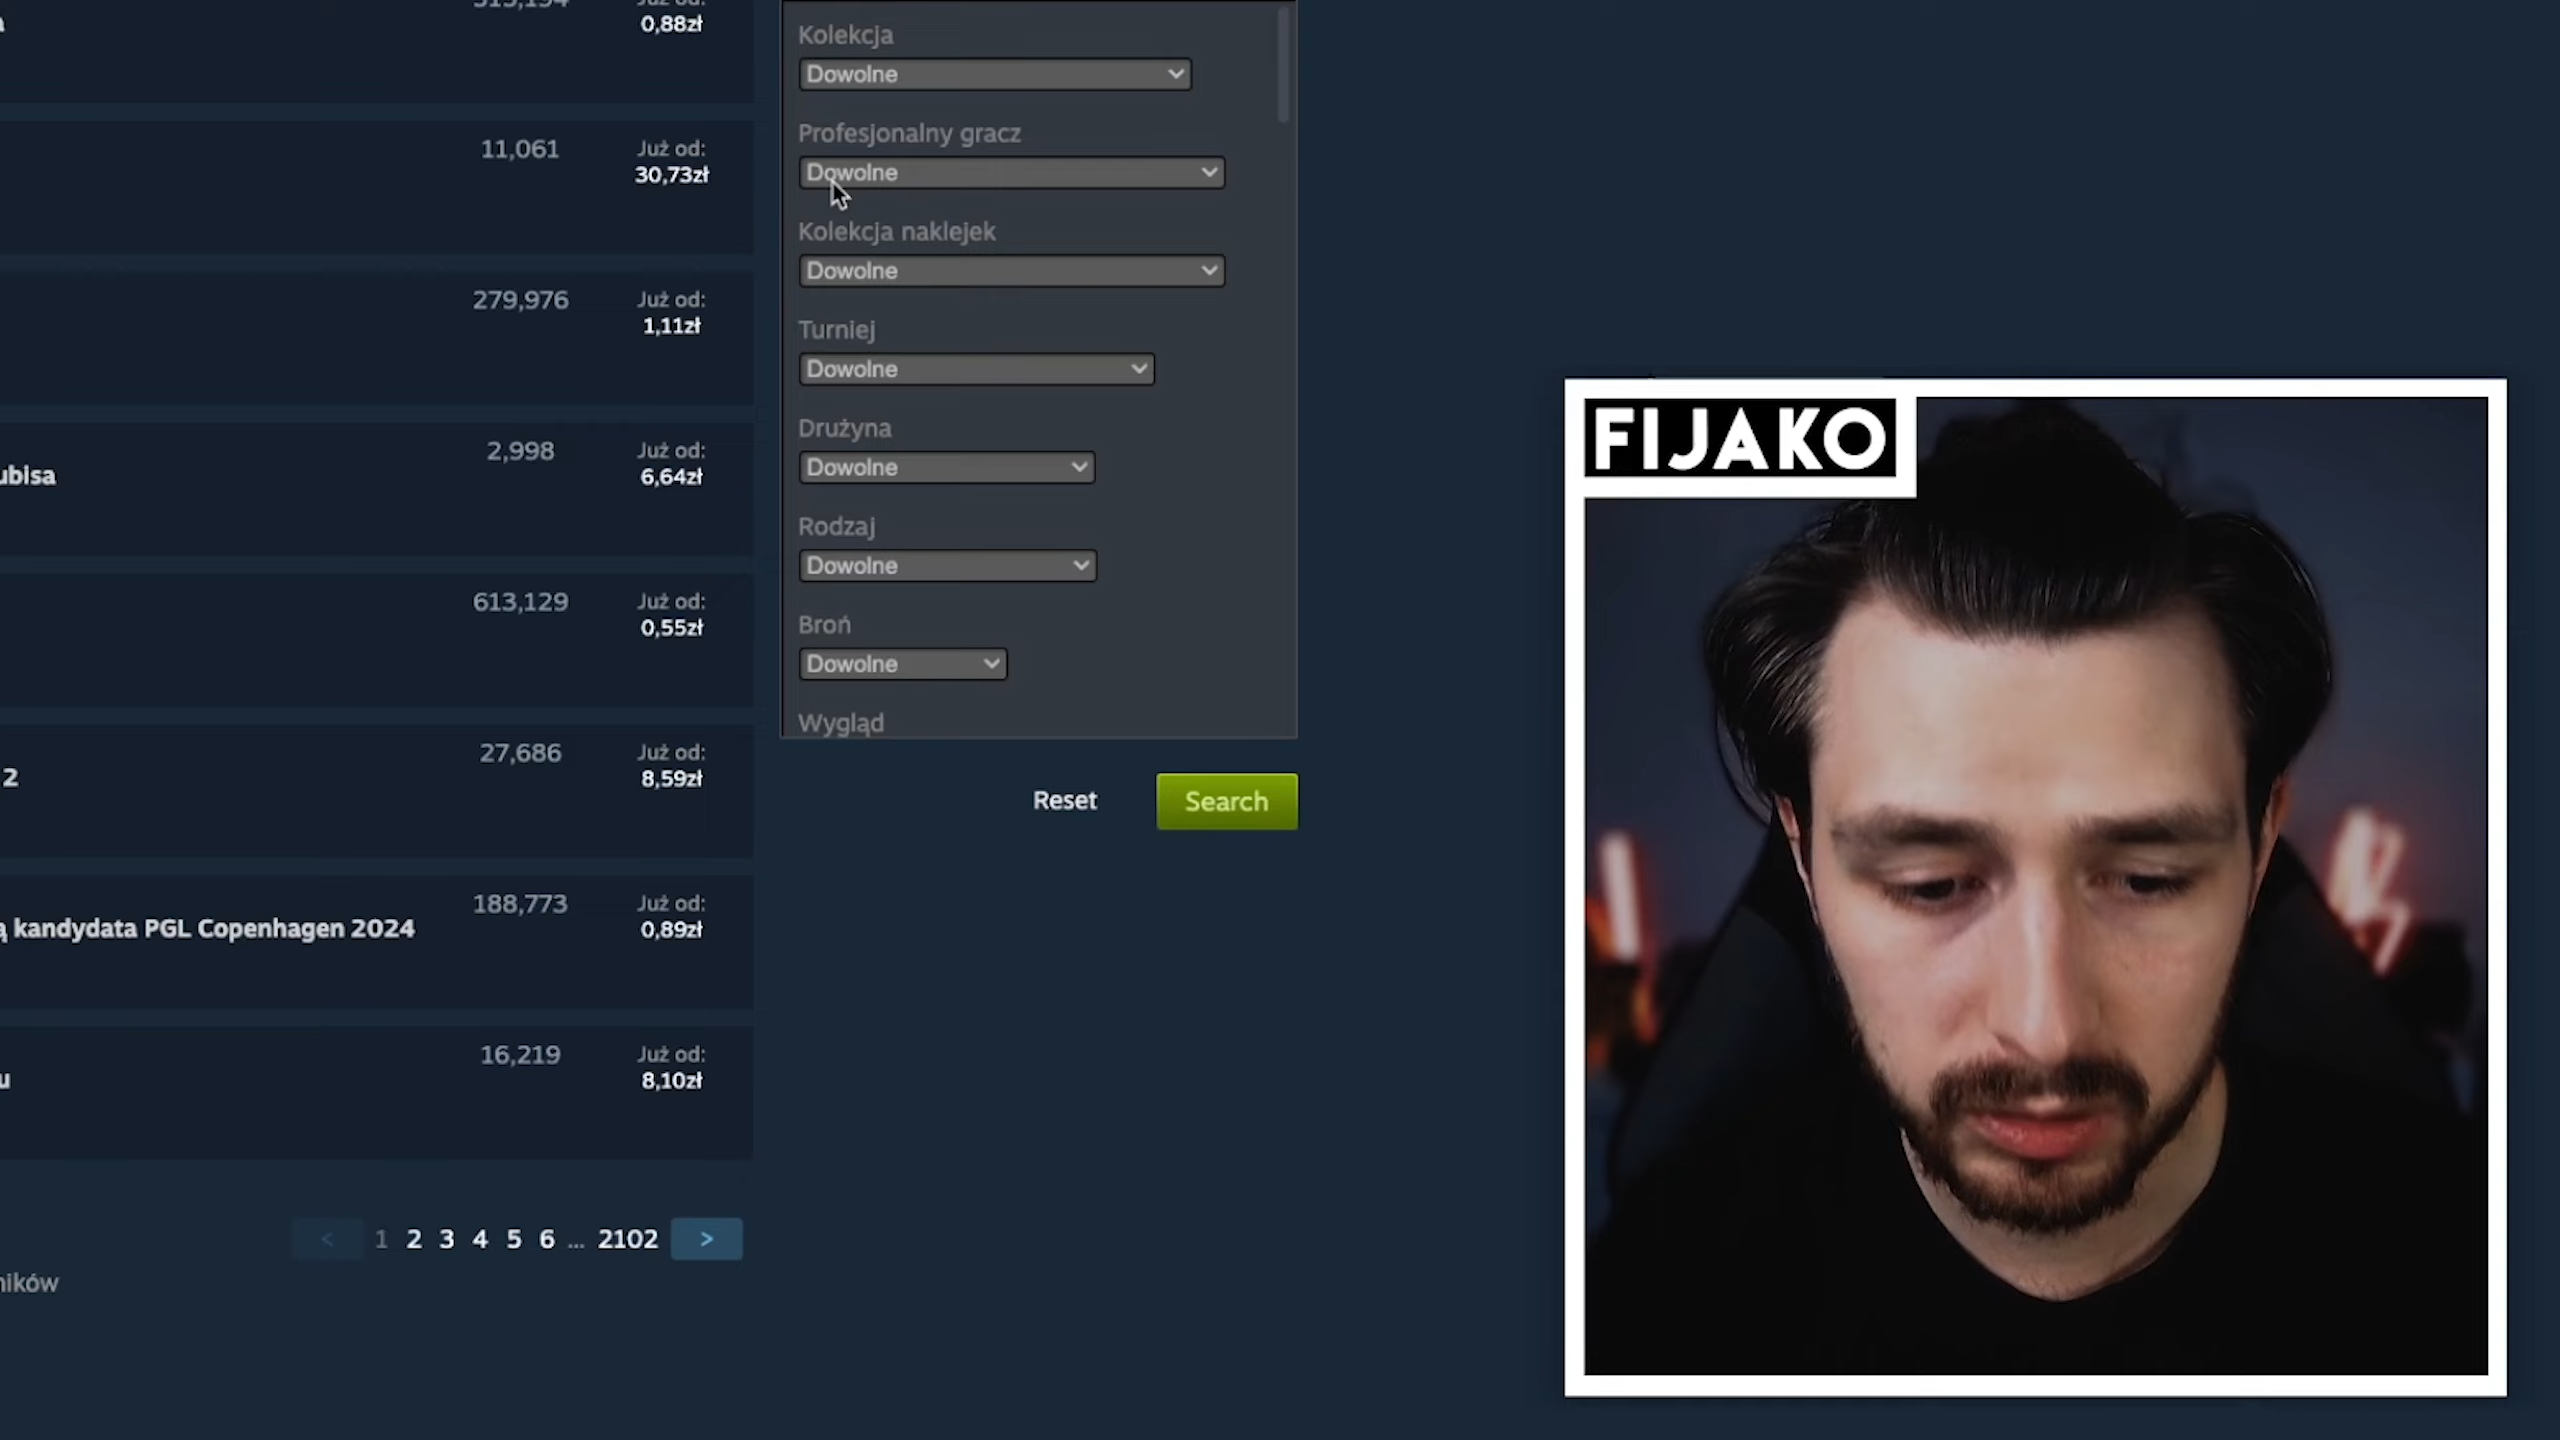 0,88zł
11,061
Już od:
30,73zł
279,976
Już od:
1,11zł
ubisa
2,998
Już od:
6,64zł
613,129
Już od:
0,55zł
2
27,686
Już od:
8,59zł
ą kandydata PGL Copenhagen 2024
188,773
Już od:
0,89zł
u
16,219
Już od:
8,10zł
< 1 2 3 4 5 6 ... 2102 >
ników
Kolekcja
Dowolne
Profesjonalny gracz
Dowolne
Kolekcja naklejek
Dowolne
Turniej
Dowolne
Drużyna
Dowolne
Rodzaj
Dowolne
Broń
Dowolne
Wygląd
Reset
Search
FIJAKO